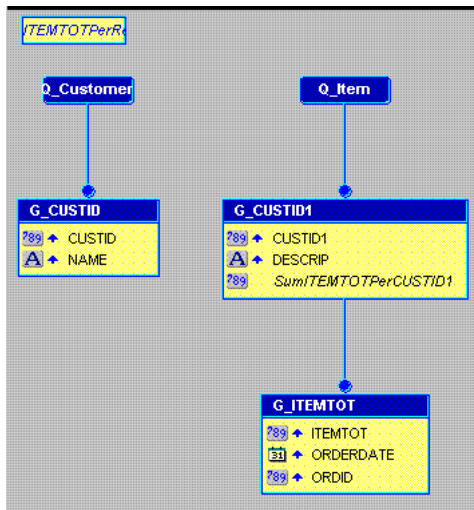 ITEMTOTPerRe
Q_Customer
Q_Item
G_CUSTID
CUSTID
NAME
G_CUSTID1
CUSTID1
DESCRIP
SumITEMTOTPerCUSTID1
G_ITEMTOT
ITEMTOT
ORDERDATE
ORDID